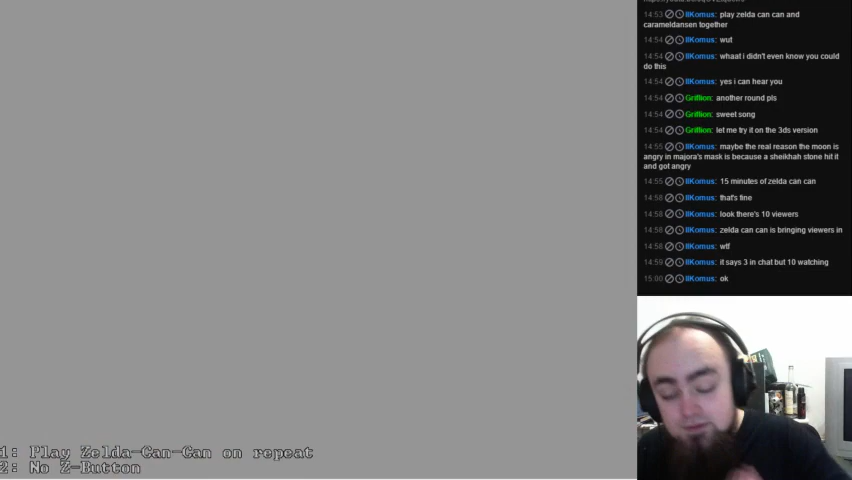 14:53 IlKomus: play zelda can can and
carameldansen together
14:54 IlKomus: wut
14:54 IlKomus: whaaf i didn't even know you could
do this
14:54 IlKomus: yes i can hear you
14:54 Griflion: another round pls
14:54 Griflion: sweet song
14:54 Griflion: let me try it on the 3ds version
14:55 IlKomus: maybe the real reason the moon is
angry in majora's mask is because a sheikhah stone hit it
and got angry
14:55 IlKomus: 15 minutes of zelda can can
14:58 IlKomus: that's fine
14:58 IlKomus: look there's 10 viewers
14:58 IlKomus: zelda can can is bringing viewers in
14:58 IlKomus: wtf
14:59 IlKomus: it says 3 in chat but 10 watching
15:00 IlKomus: ok
1: Play Zelda-Can-Can on repeat
2: No Z-Button